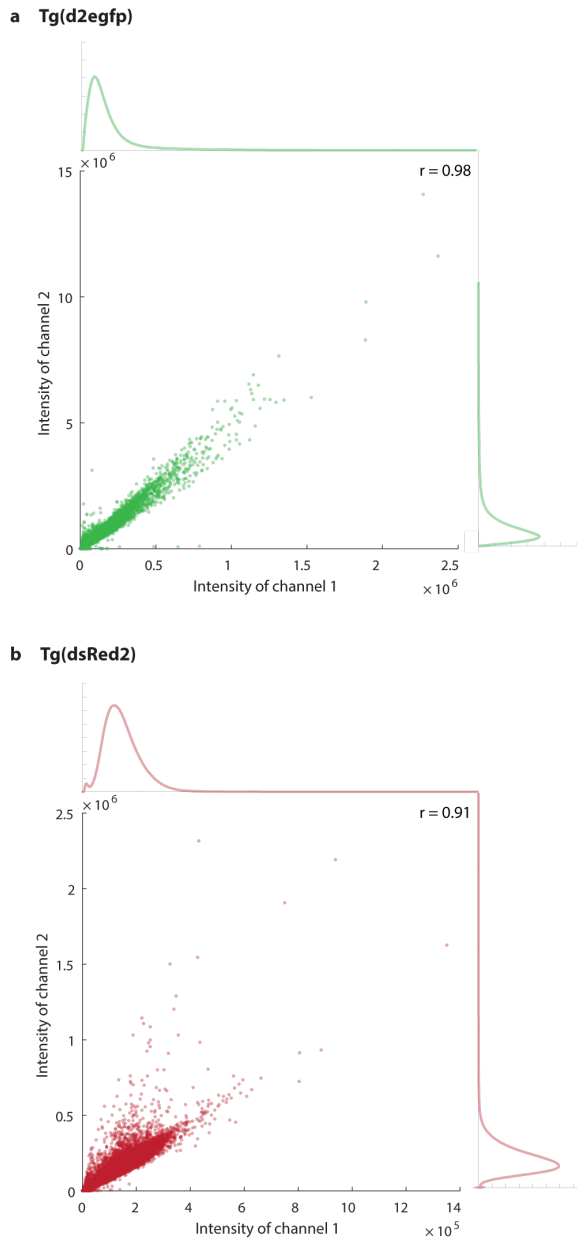 a Tg(d2egfp)
× 10^6
r = 0.98
15
10
5
0
Intensity of channel 2
0 0.5 1 1.5 2 2.5
Intensity of channel 1
× 10^6
b Tg(dsRed2)
× 10^6
r = 0.91
2.5
2
1.5
1
0.5
0
Intensity of channel 2
0 2 4 6 8 10 12 14
Intensity of channel 1
× 10^5